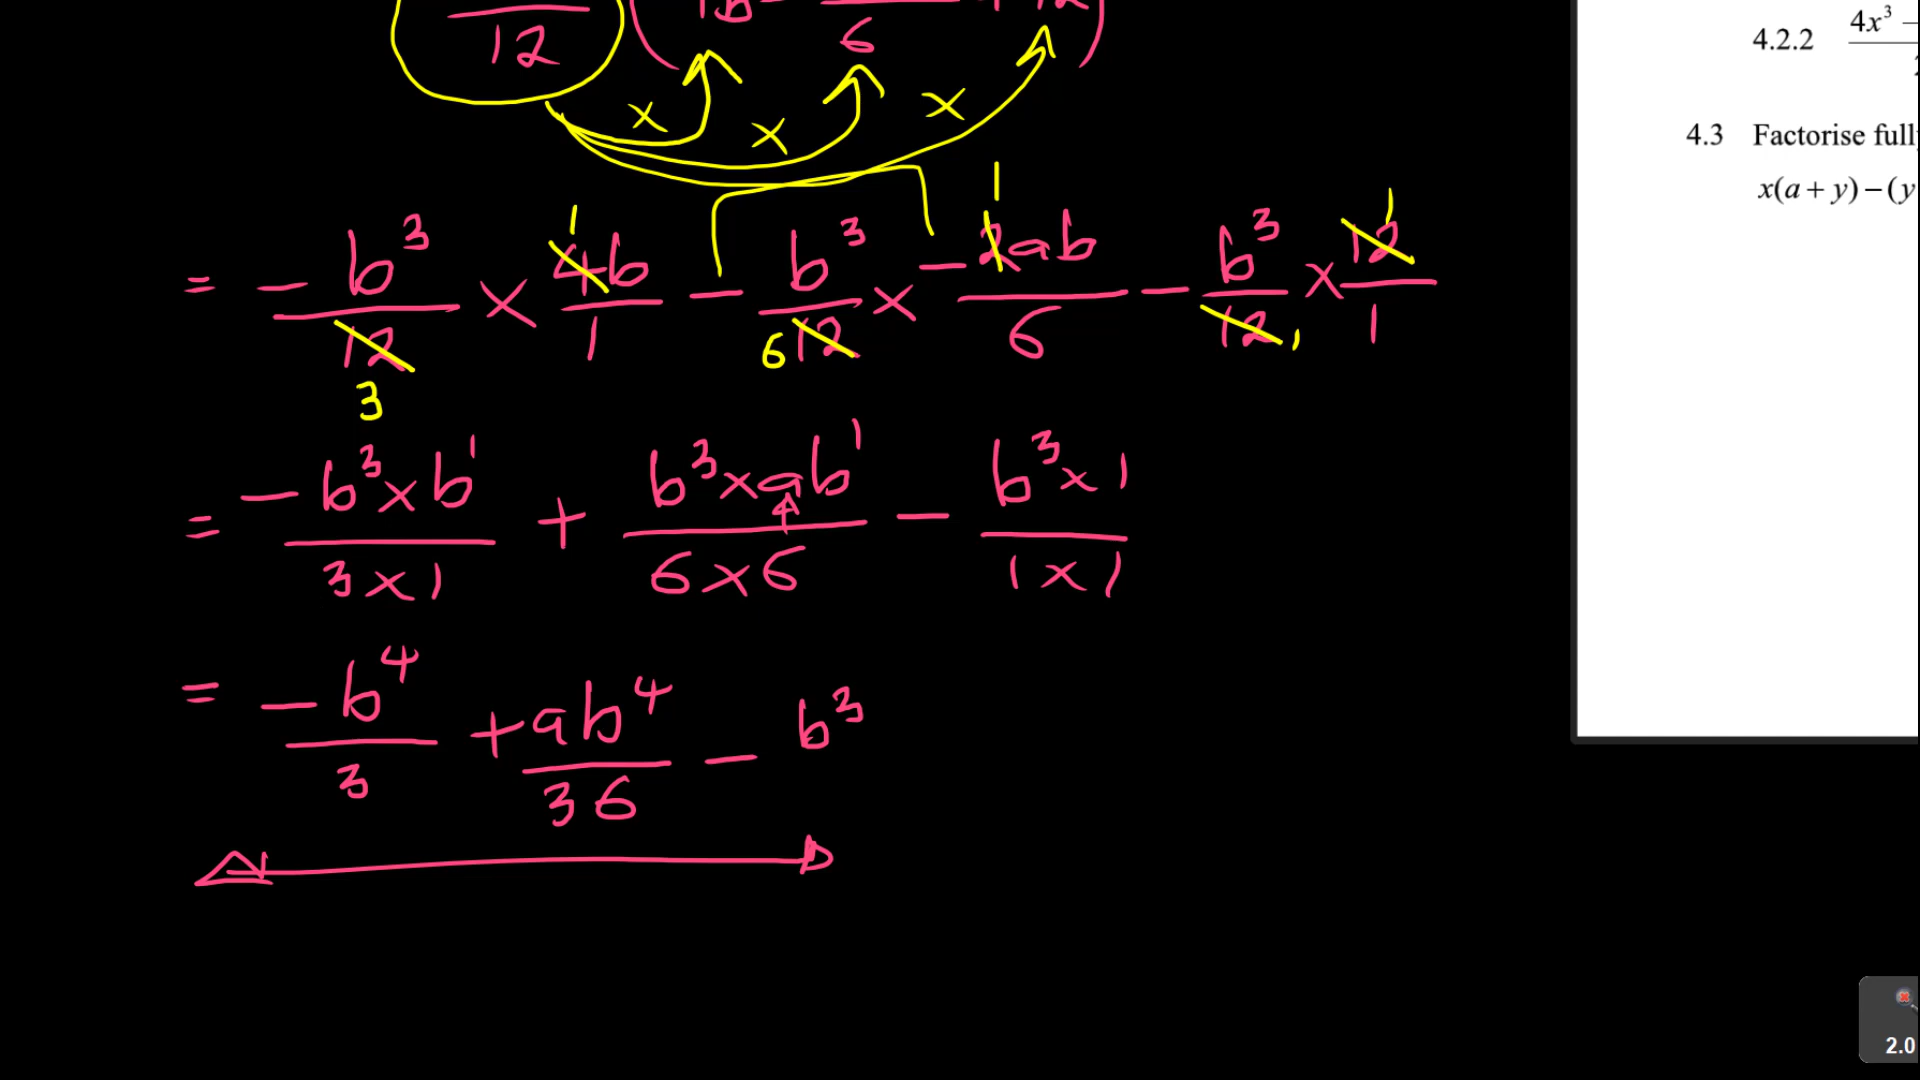 12 6
x x x
1 1 1
= - b³/12 × 4b/1 - b³/12 × - 2ab/6 - b³/12 × 12/1
3 6 1
= - b³ × b¹ / 3 × 1 + b³ × ab¹ / 6 × 6 - b³ × 1 / 1 × 1
= - b⁴/3 + ab⁴/36 - b³
4.2.2 4x³ –
4.3 Factorise full
x(a + y) – (y
2.0